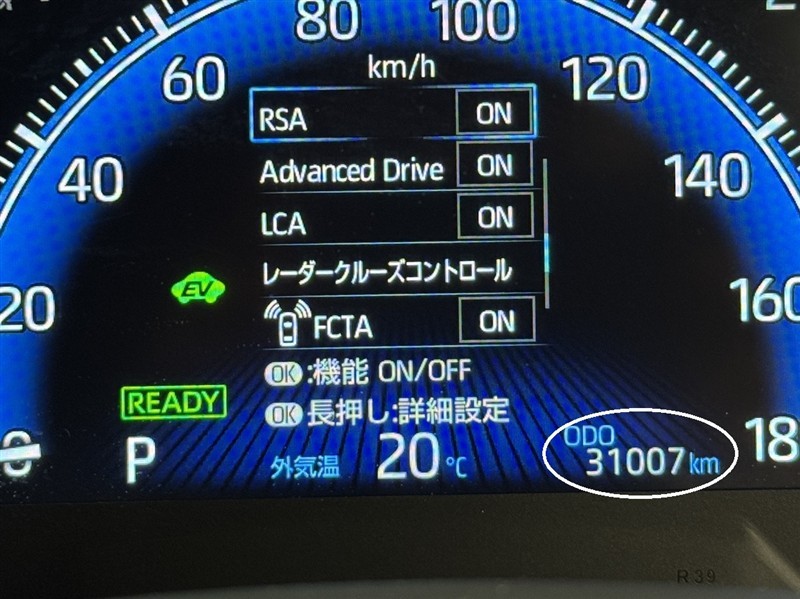 80 100
km/h
60 120
RSA ON
Advanced Drive ON
40 140
LCA ON
レーダークルーズコントロール
EV
20 160
FCTA ON
OK:機能 ON/OFF
READY
OK長押し:詳細設定
0 P
外気温 20℃
ODO
31007km
18
R39